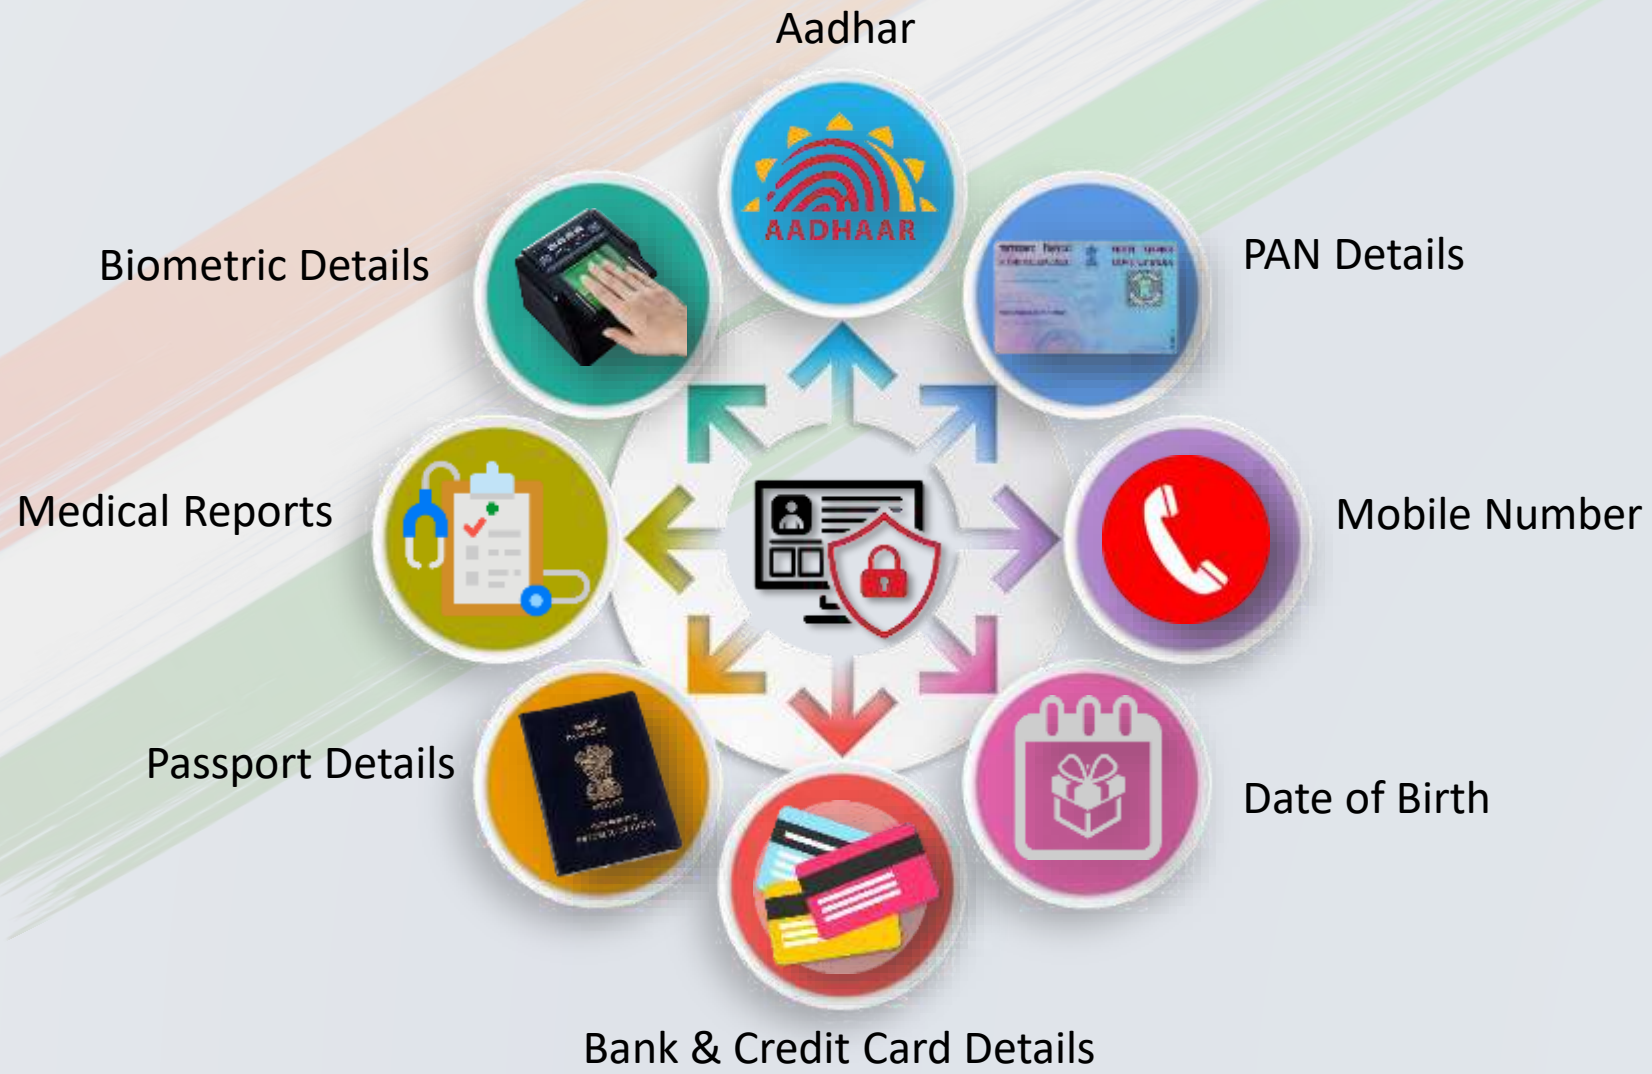 Aadhar
AADHAAR
Biometric Details
PAN Details
Medical Reports
Mobile Number
Passport Details
Date of Birth
Bank & Credit Card Details